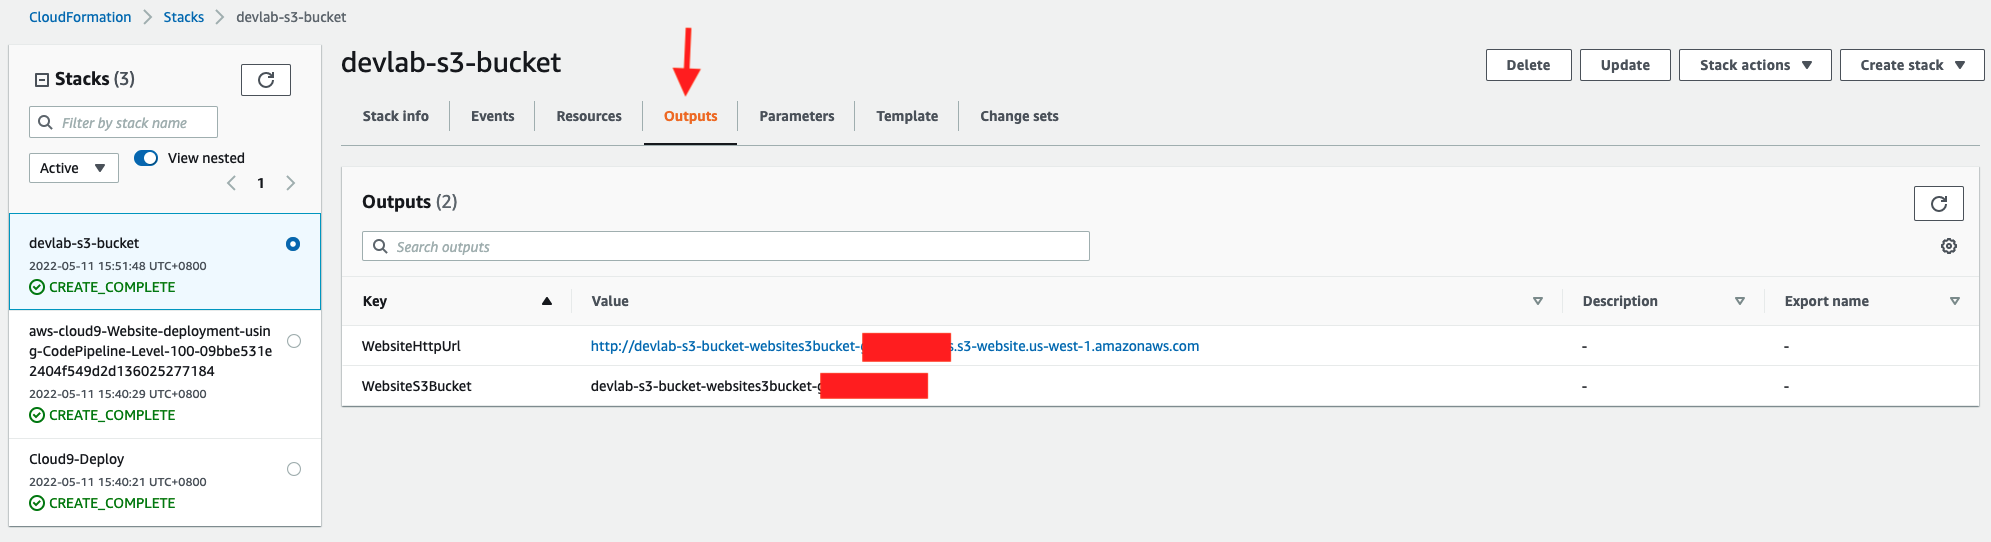 CloudFormation > Stacks > devlab-s3-bucket
Stacks (3)
Filter by stack name
Active
View nested
1
devlab-s3-bucket
2022-05-11 15:51:48 UTC+0800
CREATE_COMPLETE
aws-cloud9-Website-deployment-usin
g-CodePipeline-Level-100-09bbe531e
2404f549d2d136025277184
2022-05-11 15:40:29 UTC+0800
CREATE_COMPLETE
Cloud9-Deploy
2022-05-11 15:40:21 UTC+0800
CREATE_COMPLETE
devlab-s3-bucket
Delete Update Stack actions Create stack
Stack info Events Resources Outputs Parameters Template Change sets
Outputs (2)
Search outputs
Key Value Description Export name
WebsiteHttpUrl http://devlab-s3-bucket-websites3bucket-g s.s3-website.us-west-1.amazonaws.com - -
WebsiteS3Bucket devlab-s3-bucket-websites3bucket-g - -